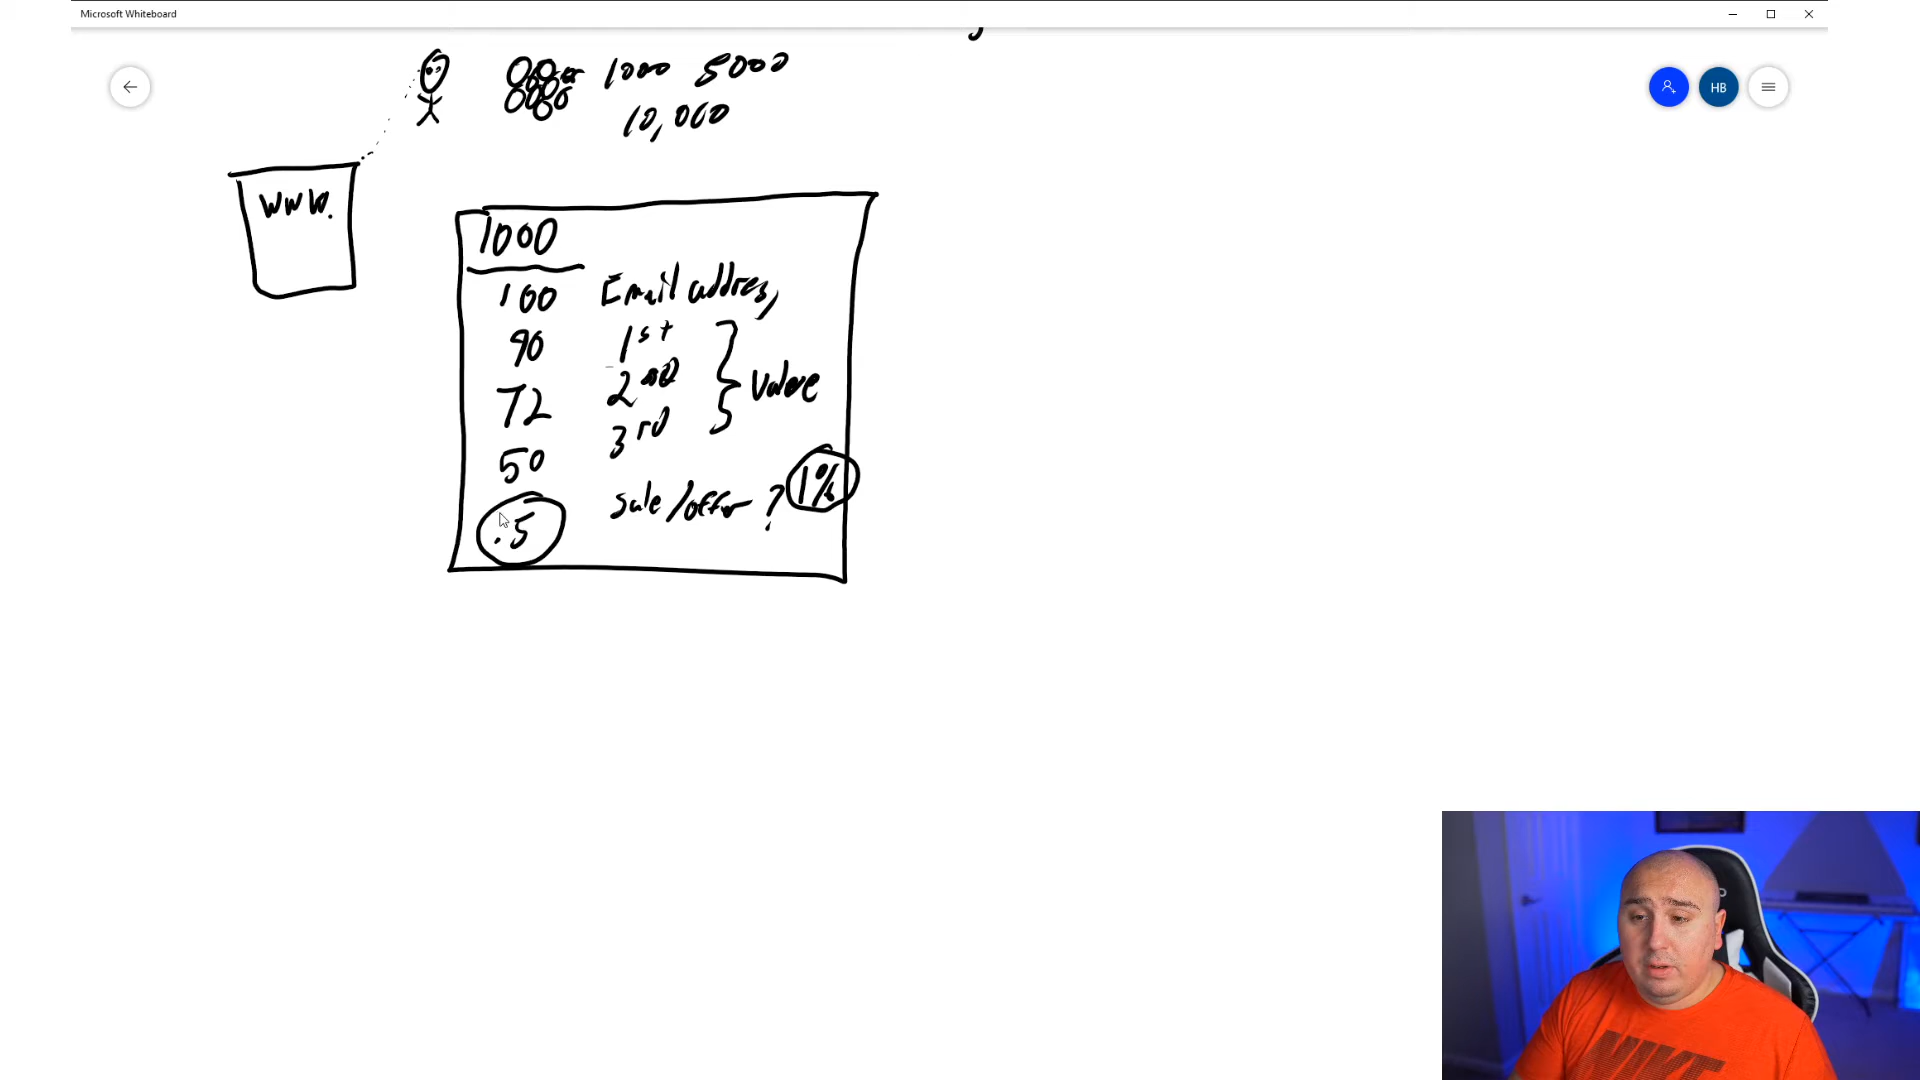 Microsoft Whiteboard
HB
1000 5000
10,000
www.
1000
100 Email address
90 1st
72 2nd
Value
3rd
50
sale/offer ? 1%
.5
NIKE